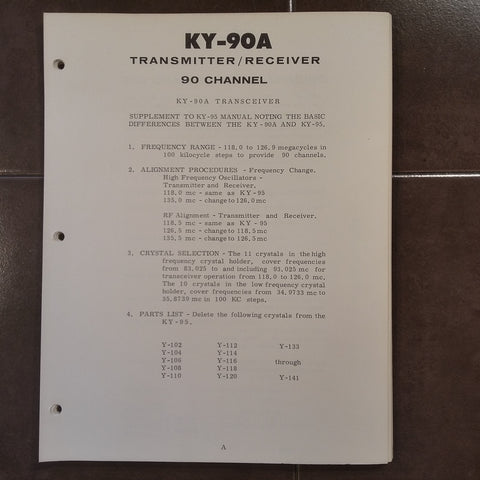 KY-90A
TRANSMITTER/RECEIVER
90 CHANNEL
KY-90A TRANSCEIVER
SUPPLEMENT TO KY-95 MANUAL NOTING THE BASIC
DIFFERENCES BETWEEN THE KY-90A AND KY-95.
1. FREQUENCY RANGE - 118.0 to 126.9 megacycles in
100 kilocycle steps to provide 90 channels.
2. ALIGNMENT PROCEDURES - Frequency Change.
High Frequency Oscillators -
Transmitter and Receiver.
118.0 mc - same as KY-95
135.0 mc - change to 126.0 mc
RF Alignment - Transmitter and Receiver.
118.5 mc - same as KY-95
126.5 mc - change to 118.5mc
135.5 mc - change to 126.5mc
3. CRYSTAL SELECTION - The 11 crystals in the high
frequency crystal holder, cover frequencies
from 83.025 to and including 93.025 mc for
transceiver operation from 118.0 to 126.0 mc.
The 10 crystals in the low frequency crystal
holder, cover frequencies from 34.9733 mc to
35.8739 mc in 100 KC steps.
4. PARTS LIST - Delete the following crystals from the
KY-95.
Y-102 Y-112 Y-133
Y-104 Y-114
Y-106 Y-116 through
Y-108 Y-118
Y-110 Y-120 Y-141
A